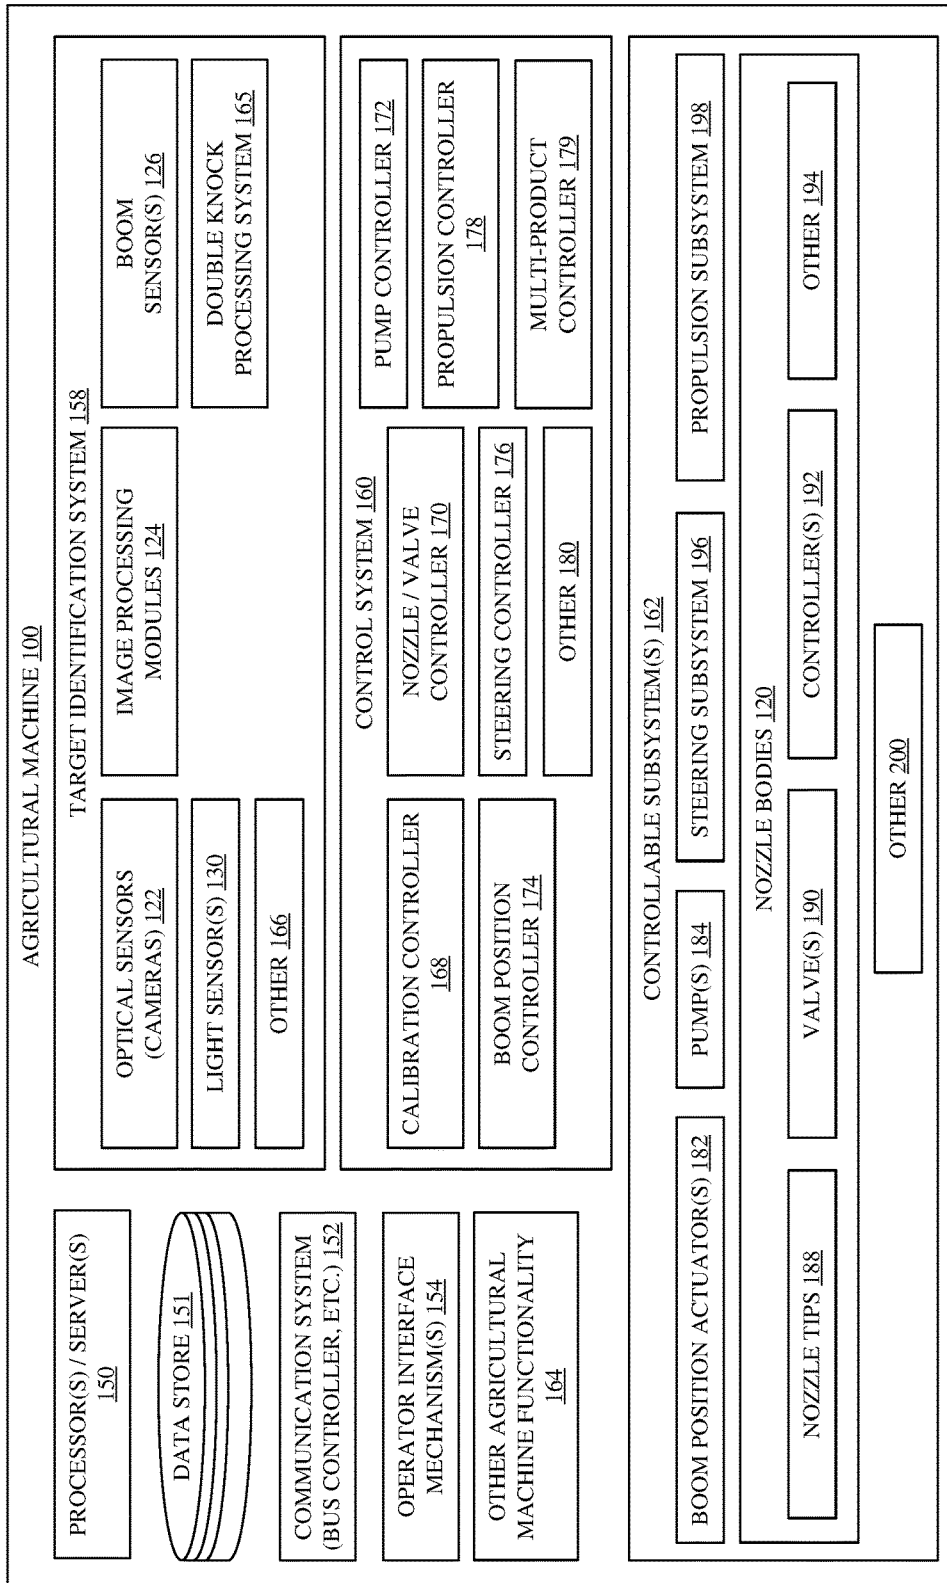 AGRICULTURAL MACHINE 100
PROCESSOR(S) / SERVER(S)
150
DATA STORE 151
COMMUNICATION SYSTEM
(BUS CONTROLLER, ETC.) 152
OPERATOR INTERFACE
MECHANISM(S) 154
OTHER AGRICULTURAL
MACHINE FUNCTIONALITY
164
TARGET IDENTIFICATION SYSTEM 158
OPTICAL SENSORS
(CAMERAS) 122
LIGHT SENSOR(S) 130
OTHER 166
IMAGE PROCESSING
MODULES 124
BOOM
SENSOR(S) 126
DOUBLE KNOCK
PROCESSING SYSTEM 165
CONTROL SYSTEM 160
CALIBRATION CONTROLLER
168
BOOM POSITION
CONTROLLER 174
NOZZLE / VALVE
CONTROLLER 170
STEERING CONTROLLER 176
OTHER 180
PUMP CONTROLLER 172
PROPULSION CONTROLLER
178
MULTI-PRODUCT
CONTROLLER 179
CONTROLLABLE SUBSYSTEM(S) 162
BOOM POSITION ACTUATOR(S) 182
PUMP(S) 184
STEERING SUBSYSTEM 196
PROPULSION SUBSYSTEM 198
NOZZLE BODIES 120
NOZZLE TIPS 188
VALVE(S) 190
CONTROLLER(S) 192
OTHER 194
OTHER 200